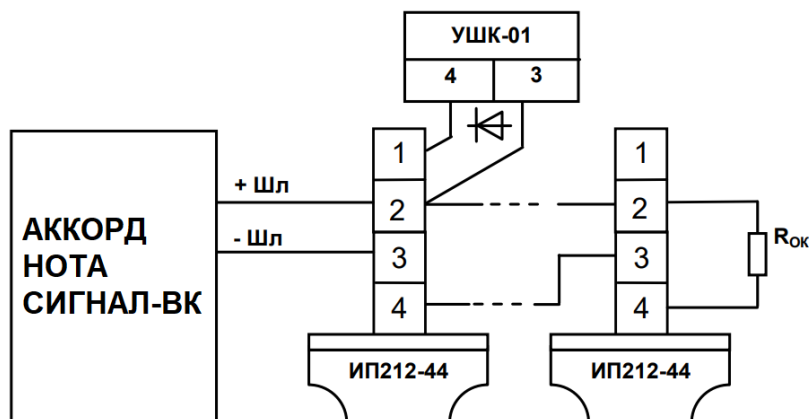 УШК-01
4 3
1
1
+ Шл
2
2
АККОРД
НОТА
СИГНАЛ-ВК
- Шл
3
3
Rок
4
4
ИП212-44
ИП212-44